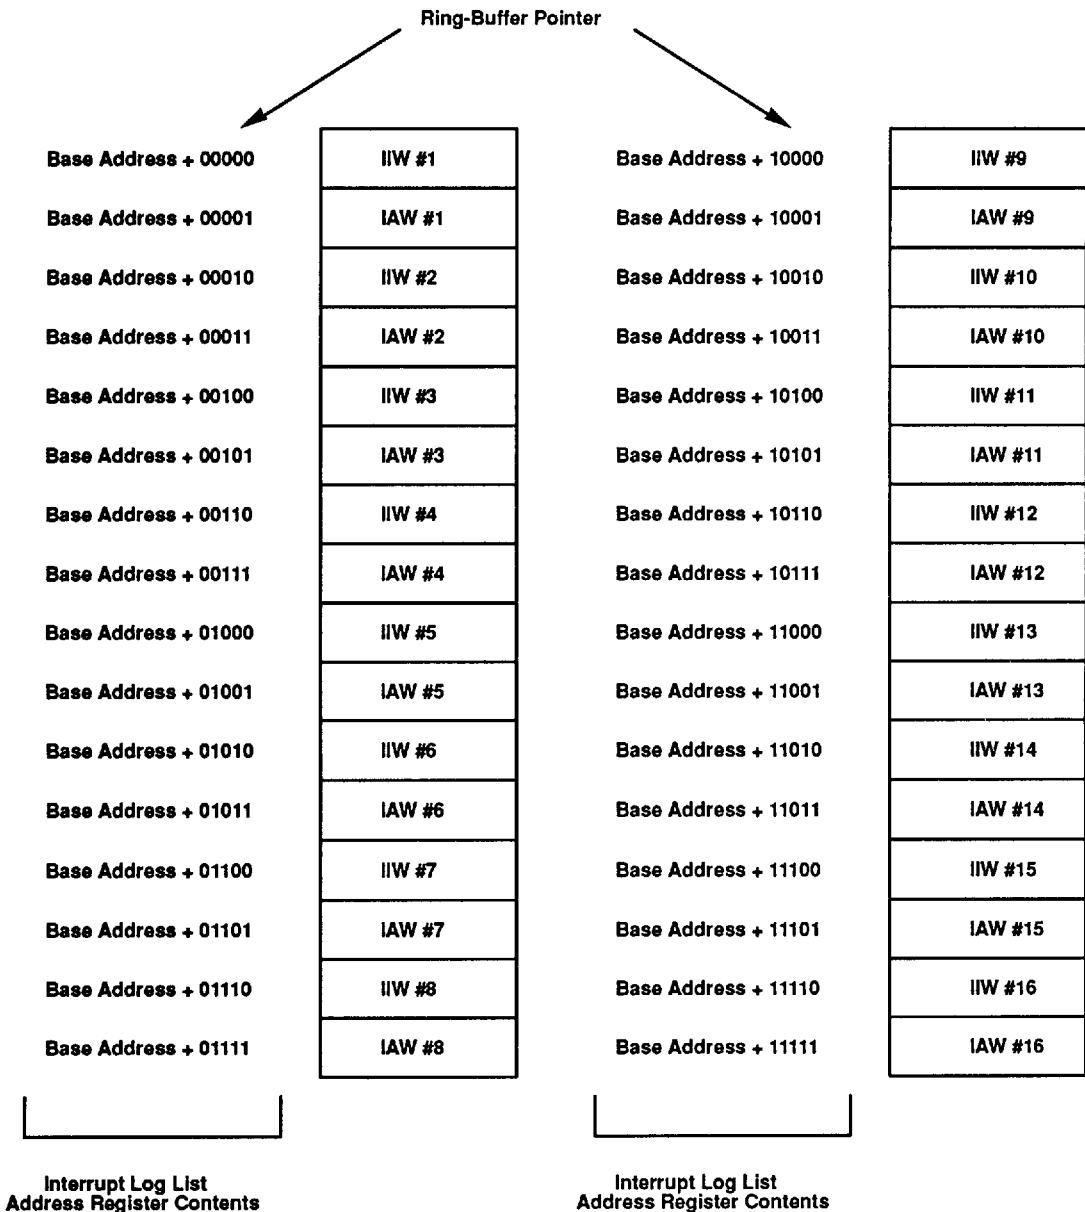 Ring-Buffer Pointer
Base Address + 00000 IIW #1
Base Address + 00001 IAW #1
Base Address + 00010 IIW #2
Base Address + 00011 IAW #2
Base Address + 00100 IIW #3
Base Address + 00101 IAW #3
Base Address + 00110 IIW #4
Base Address + 00111 IAW #4
Base Address + 01000 IIW #5
Base Address + 01001 IAW #5
Base Address + 01010 IIW #6
Base Address + 01011 IAW #6
Base Address + 01100 IIW #7
Base Address + 01101 IAW #7
Base Address + 01110 IIW #8
Base Address + 01111 IAW #8
Interrupt Log List
Address Register Contents
Base Address + 10000 IIW #9
Base Address + 10001 IAW #9
Base Address + 10010 IIW #10
Base Address + 10011 IAW #10
Base Address + 10100 IIW #11
Base Address + 10101 IAW #11
Base Address + 10110 IIW #12
Base Address + 10111 IAW #12
Base Address + 11000 IIW #13
Base Address + 11001 IAW #13
Base Address + 11010 IIW #14
Base Address + 11011 IAW #14
Base Address + 11100 IIW #15
Base Address + 11101 IAW #15
Base Address + 11110 IIW #16
Base Address + 11111 IAW #16
Interrupt Log List
Address Register Contents